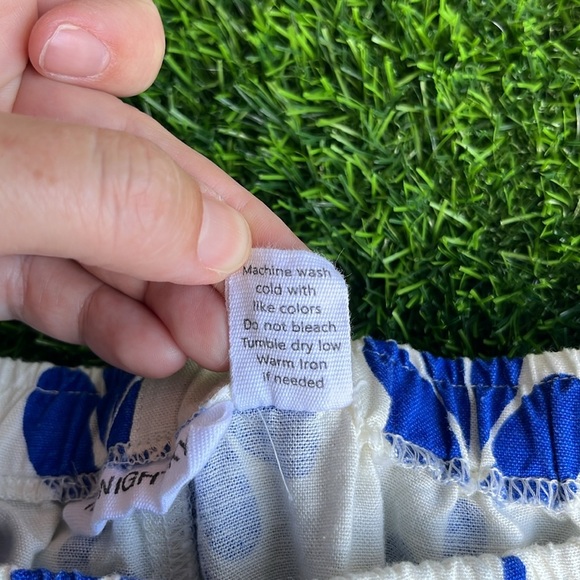 Machine wash
cold with
like colors
Do not bleach
Tumble dry low
Warm Iron
If needed